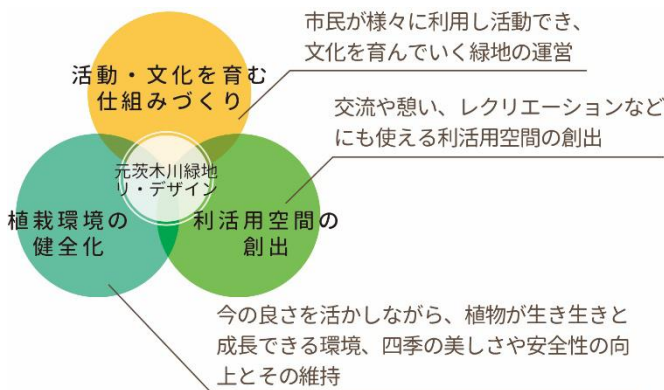 市民が様々に利用し活動でき、
文化を育んでいく緑地の運営
活動・文化を育む
仕組みづくり
交流や憩い、レクリエーションなど
にも使える利活用空間の創出
元茨木川緑地
リ・デザイン
植栽環境の
健全化
利活用空間の
創出
今の良さを活かしながら、植物が生き生きと
成長できる環境、四季の美しさや安全性の向
上とその維持